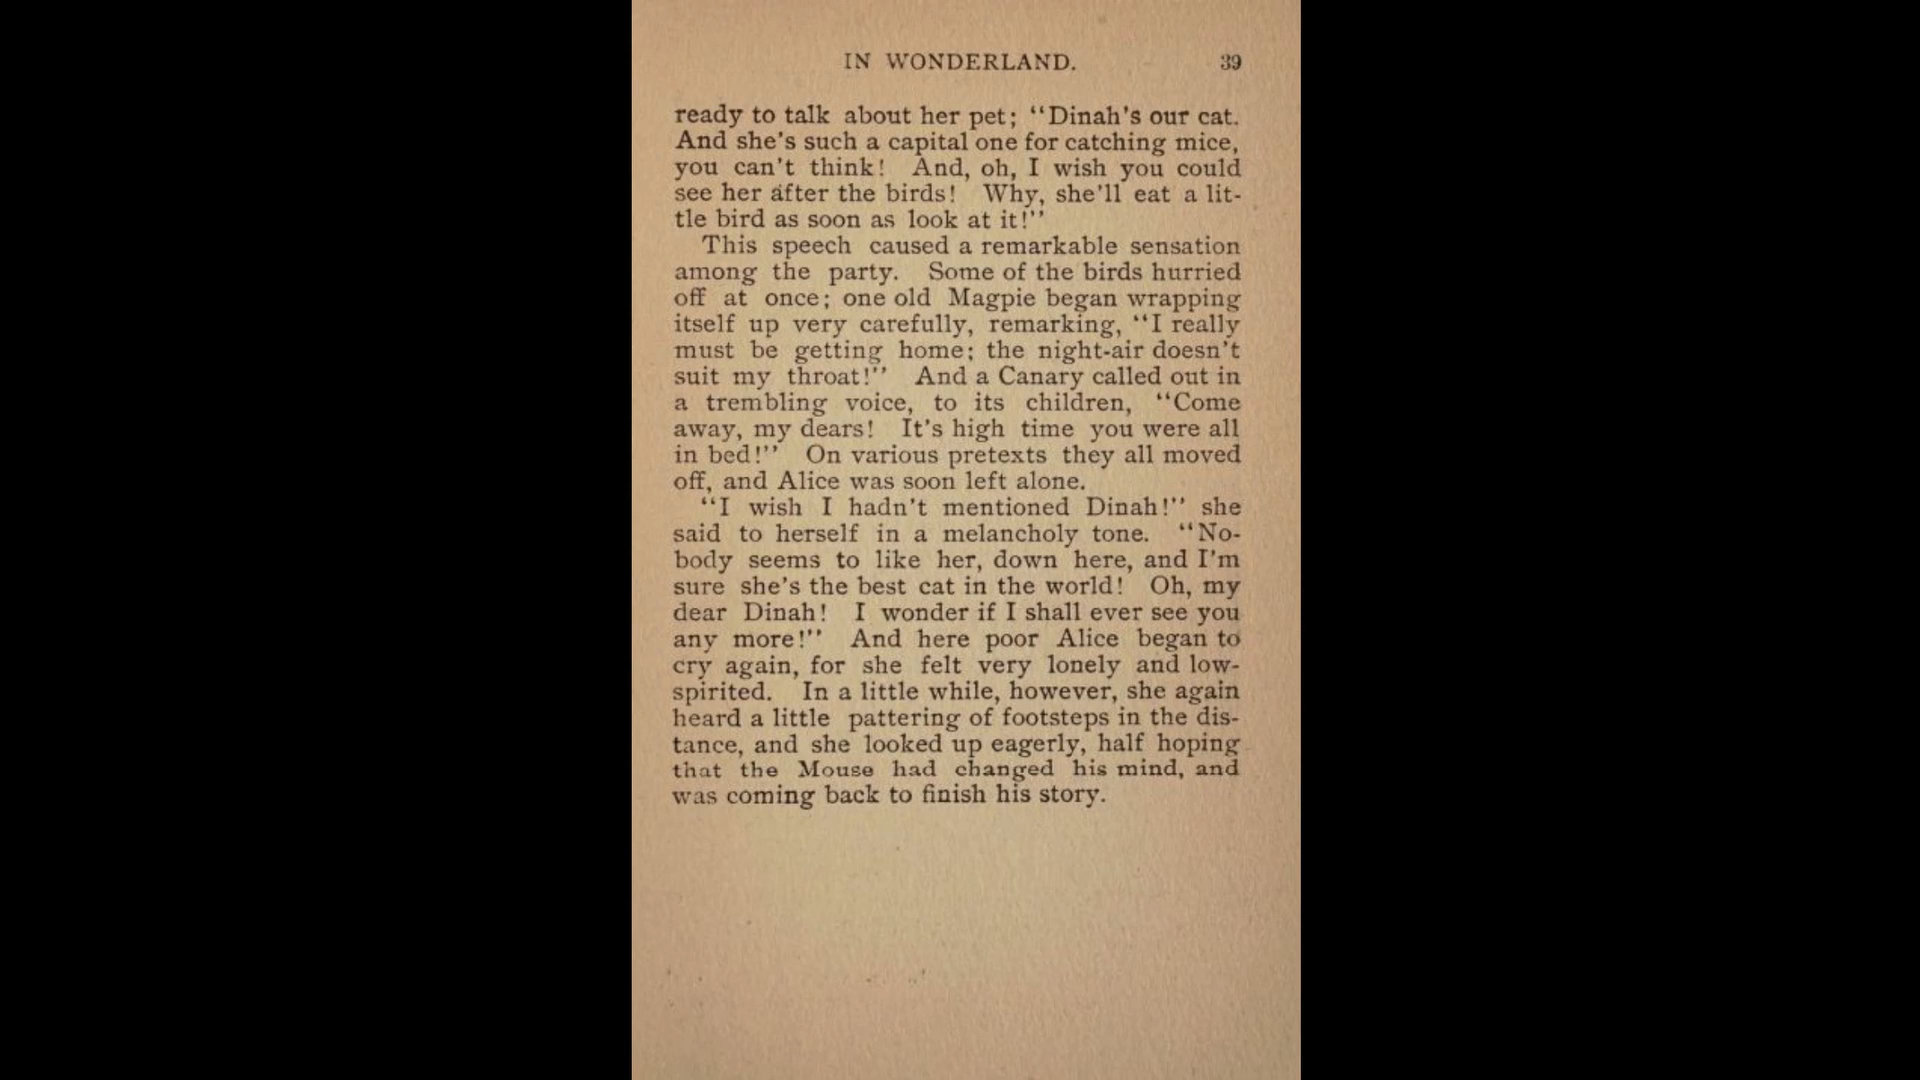 IN WONDERLAND. 39
ready to talk about her pet; "Dinah's our cat.
And she's such a capital one for catching mice,
you can't think! And, oh, I wish you could
see her after the birds! Why, she'll eat a lit-
tle bird as soon as look at it!"
This speech caused a remarkable sensation
among the party. Some of the birds hurried
off at once; one old Magpie began wrapping
itself up very carefully, remarking, "I really
must be getting home; the night-air doesn't
suit my throat!" And a Canary called out in
a trembling voice, to its children, "Come
away, my dears! It's high time you were all
in bed!" On various pretexts they all moved
off, and Alice was soon left alone.
"I wish I hadn't mentioned Dinah!" she
said to herself in a melancholy tone. "No-
body seems to like her, down here, and I'm
sure she's the best cat in the world! Oh, my
dear Dinah! I wonder if I shall ever see you
any more!" And here poor Alice began to
cry again, for she felt very lonely and low-
spirited. In a little while, however, she again
heard a little pattering of footsteps in the dis-
tance, and she looked up eagerly, half hoping
that the Mouse had changed his mind, and
was coming back to finish his story.